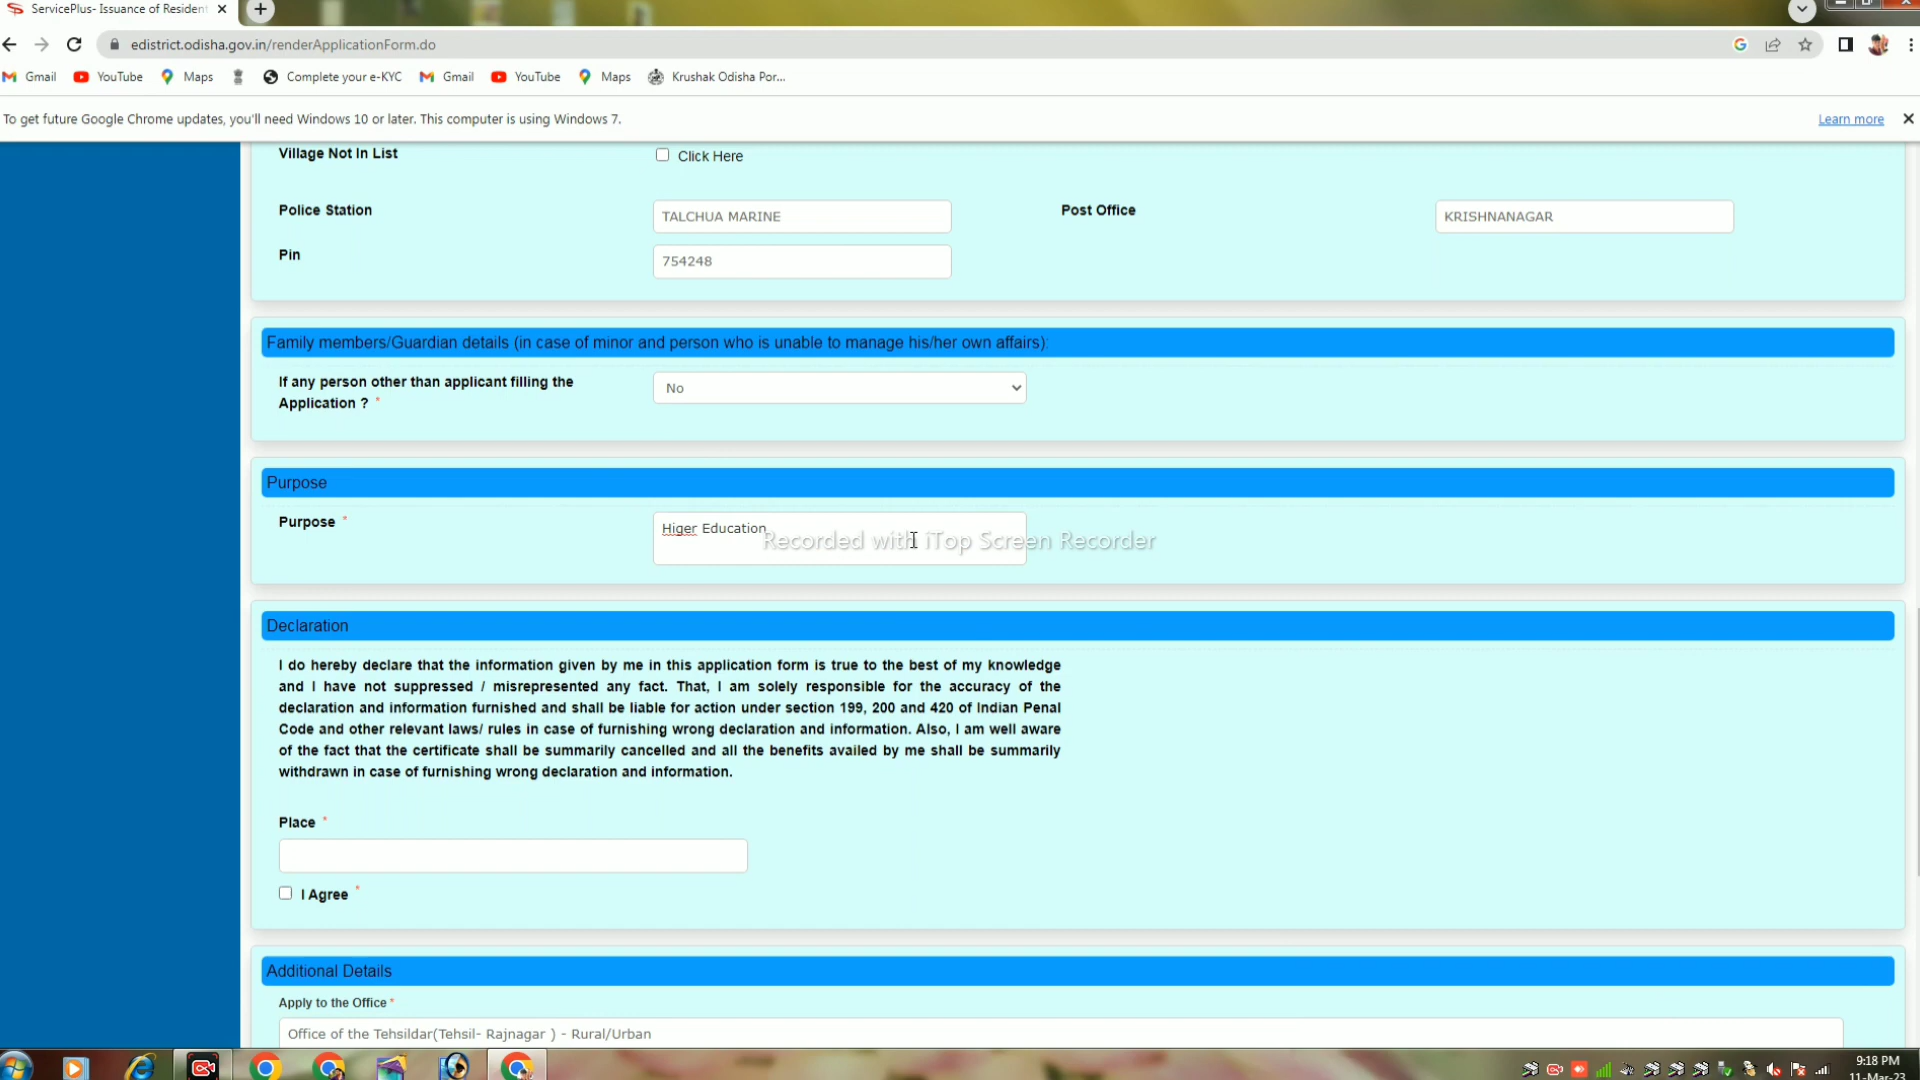 ServicePlus- Issuance of Resident
edistrict.odisha.gov.in/renderApplicationForm.do
Gmail YouTube Maps Complete your e-KYC Gmail YouTube Maps Krushak Odisha Por...
To get future Google Chrome updates, you'll need Windows 10 or later. This computer is using Windows 7. Learn more
Village Not In List Click Here
Police Station TALCHUA MARINE Post Office KRISHNANAGAR
Pin 754248
Family members/Guardian details (in case of minor and person who is unable to manage his/her own affairs):
If any person other than applicant filling the
Application ? * No
Purpose
Purpose * Higer Education
Recorded with iTop Screen Recorder
Declaration
I do hereby declare that the information given by me in this application form is true to the best of my knowledge
and I have not suppressed / misrepresented any fact. That, I am solely responsible for the accuracy of the
declaration and information furnished and shall be liable for action under section 199, 200 and 420 of Indian Penal
Code and other relevant laws/ rules in case of furnishing wrong declaration and information. Also, I am well aware
of the fact that the certificate shall be summarily cancelled and all the benefits availed by me shall be summarily
withdrawn in case of furnishing wrong declaration and information.
Place *
I Agree *
Additional Details
Apply to the Office *
Office of the Tehsildar(Tehsil- Rajnagar ) - Rural/Urban
9:18 PM
11-Mar-23